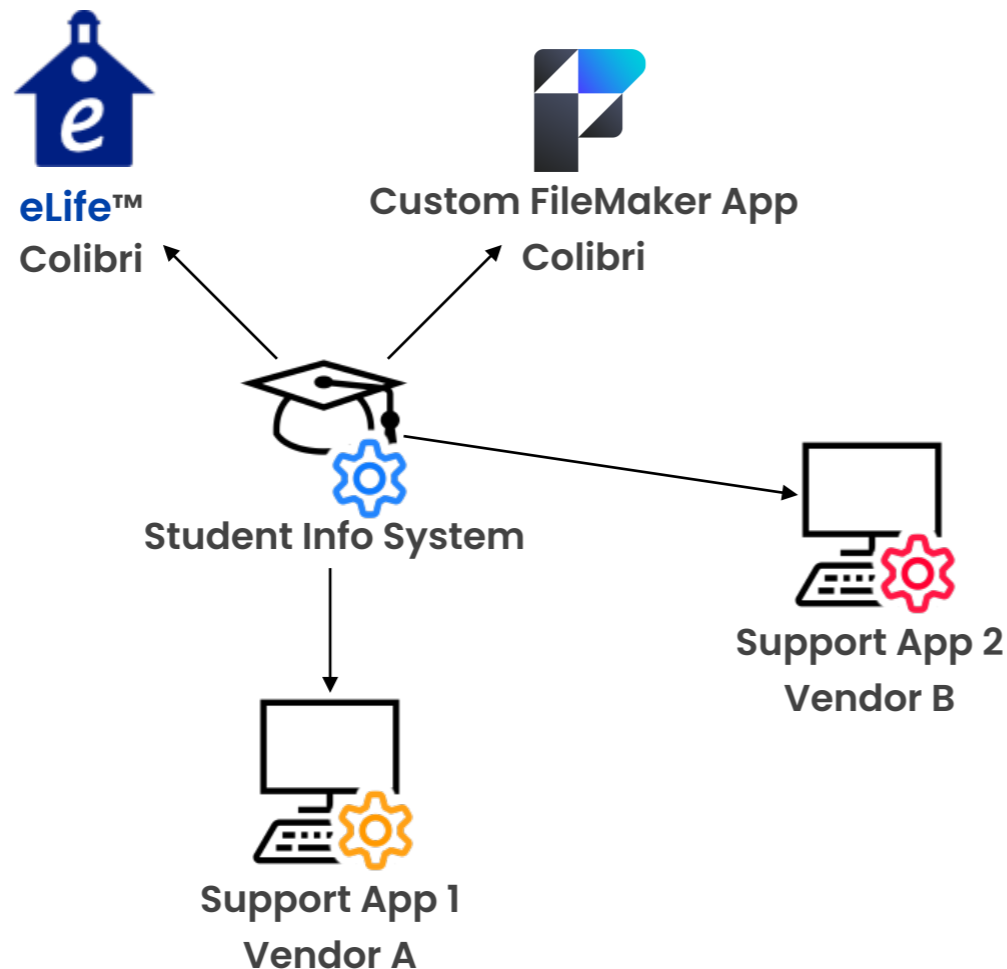 e
eLife™
Colibri
Custom FileMaker App
Colibri
Student Info System
Support App 2
Vendor B
Support App 1
Vendor A